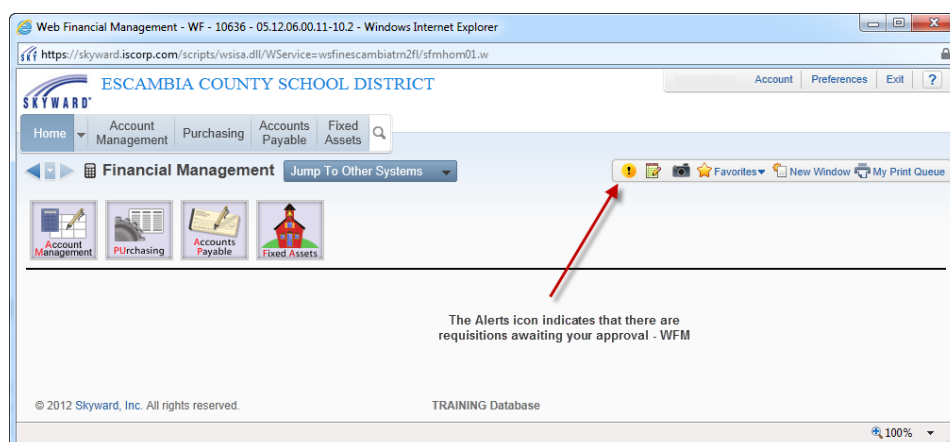 Web Financial Management - WF - 10636 - 05.12.06.00.11-10.2 - Windows Internet Explorer
https://skyward.iscorp.com/scripts/wsisa.dll/WService=wsfinescambiatrn2fl/sfmhom01.w
SKYWARD®
ESCAMBIA COUNTY SCHOOL DISTRICT
Account Preferences Exit ?
Home Account Management Purchasing Accounts Payable Fixed Assets
Financial Management Jump To Other Systems
Favorites New Window My Print Queue
Account Management
PUrchasing
Accounts Payable
Fixed Assets
The Alerts icon indicates that there are
requisitions awaiting your approval - WFM
© 2012 Skyward, Inc. All rights reserved. TRAINING Database
100%